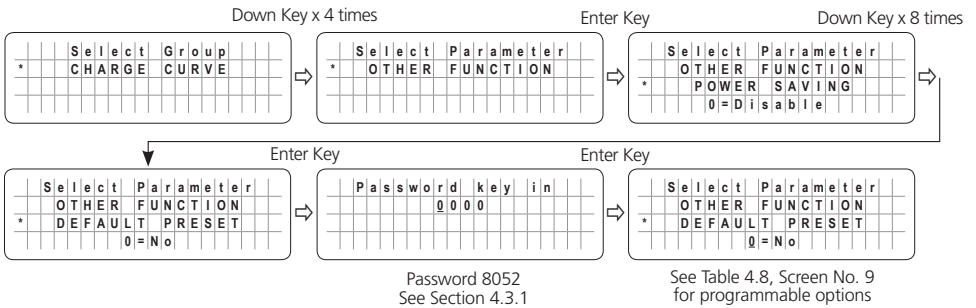 Down Key x 4 times
Enter Key
Down Key x 8 times
Select Group
* CHARGE CURVE
Select Parameter
* OTHER FUNCTION
Select Parameter
OTHER FUNCTION
* POWER SAVING
0=Disable
Enter Key
Enter Key
Select Parameter
OTHER FUNCTION
* DEFAULT PRESET
0=No
Password key in
0000
Select Parameter
OTHER FUNCTION
* DEFAULT PRESET
0=No
Password 8052
See Section 4.3.1
See Table 4.8, Screen No. 9
for programmable options